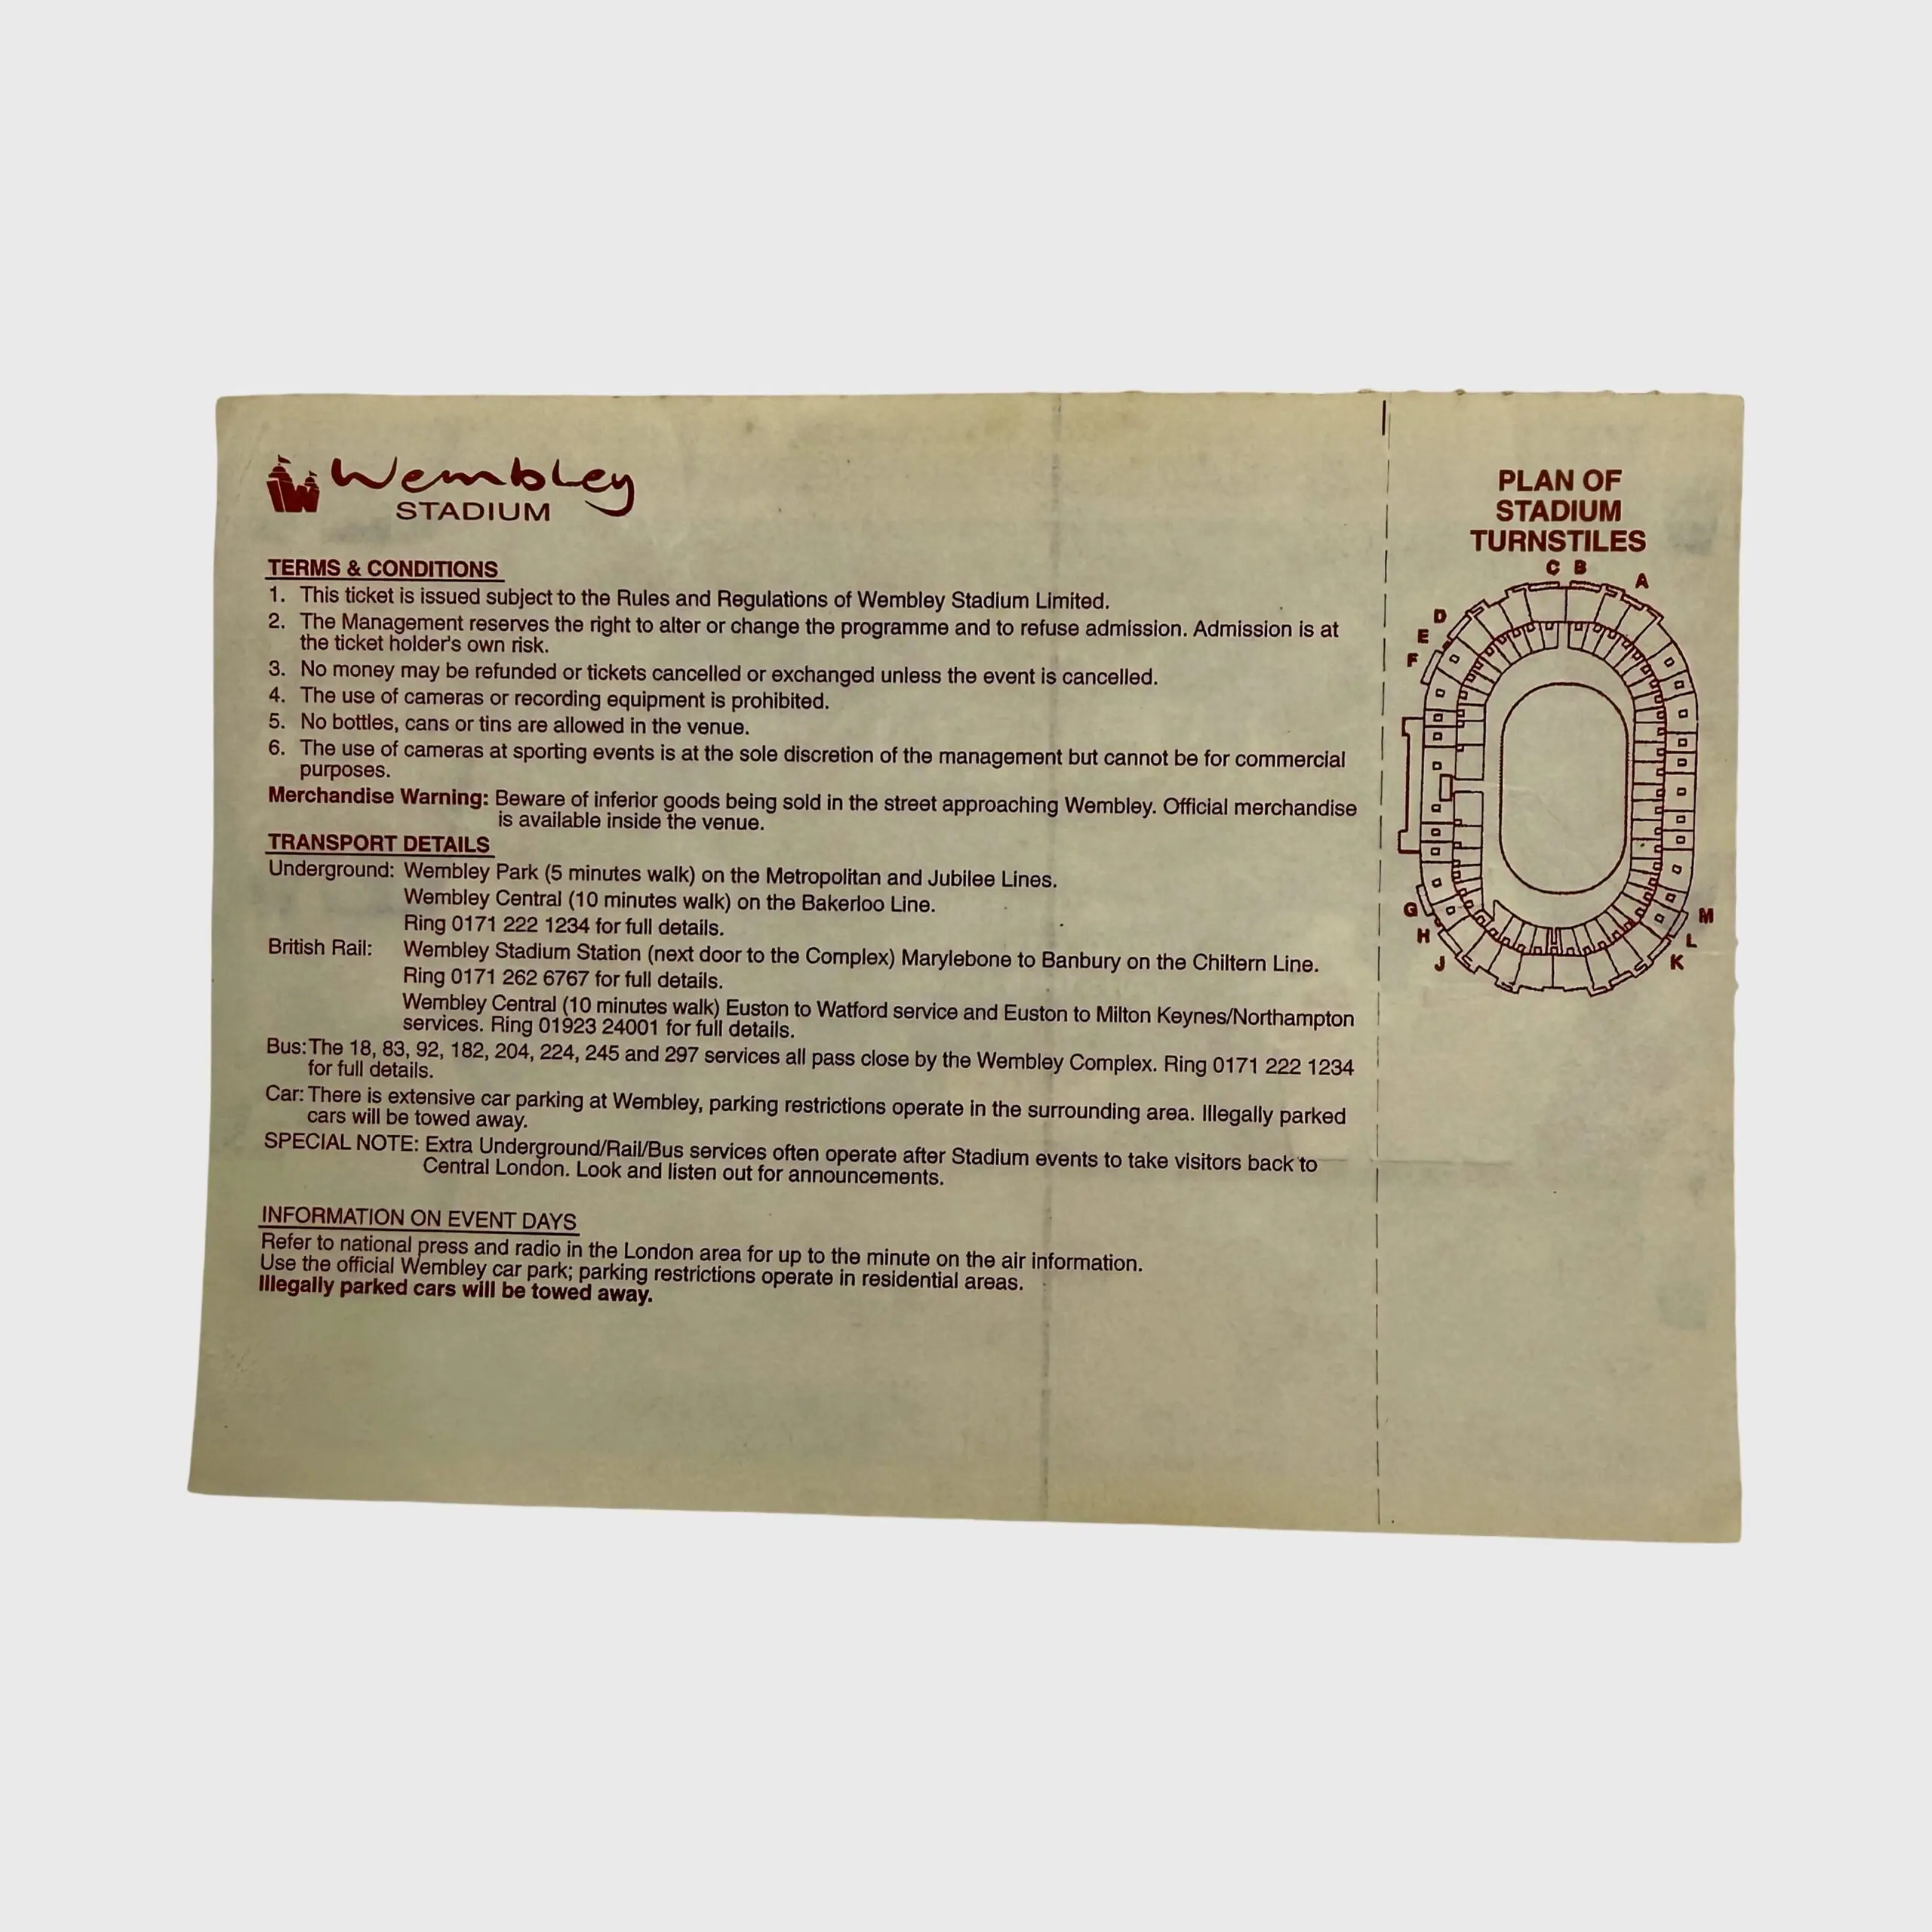 Wembley
STADIUM
TERMS & CONDITIONS
1. This ticket is issued subject to the Rules and Regulations of Wembley Stadium Limited.
2. The Management reserves the right to alter or change the programme and to refuse admission. Admission is at
the ticket holder's own risk.
3. No money may be refunded or tickets cancelled or exchanged unless the event is cancelled.
4. The use of cameras or recording equipment is prohibited.
5. No bottles, cans or tins are allowed in the venue.
6. The use of cameras at sporting events is at the sole discretion of the management but cannot be for commercial
purposes.
Merchandise Warning: Beware of inferior goods being sold in the street approaching Wembley. Official merchandise
is available inside the venue.
TRANSPORT DETAILS
Underground: Wembley Park (5 minutes walk) on the Metropolitan and Jubilee Lines.
Wembley Central (10 minutes walk) on the Bakerloo Line.
Ring 0171 222 1234 for full details.
British Rail: Wembley Stadium Station (next door to the Complex) Marylebone to Banbury on the Chiltern Line.
Ring 0171 262 6767 for full details.
Wembley Central (10 minutes walk) Euston to Watford service and Euston to Milton Keynes/Northampton
services. Ring 01923 24001 for full details.
Bus: The 18, 83, 92, 182, 204, 224, 245 and 297 services all pass close by the Wembley Complex. Ring 0171 222 1234
for full details.
Car: There is extensive car parking at Wembley, parking restrictions operate in the surrounding area. Illegally parked
cars will be towed away.
SPECIAL NOTE: Extra Underground/Rail/Bus services often operate after Stadium events to take visitors back to
Central London. Look and listen out for announcements.
INFORMATION ON EVENT DAYS
Refer to national press and radio in the London area for up to the minute on the air information.
Use the official Wembley car park; parking restrictions operate in residential areas.
Illegally parked cars will be towed away.
PLAN OF
STADIUM
TURNSTILES
C B A
D
E
F
G M
H L
J K